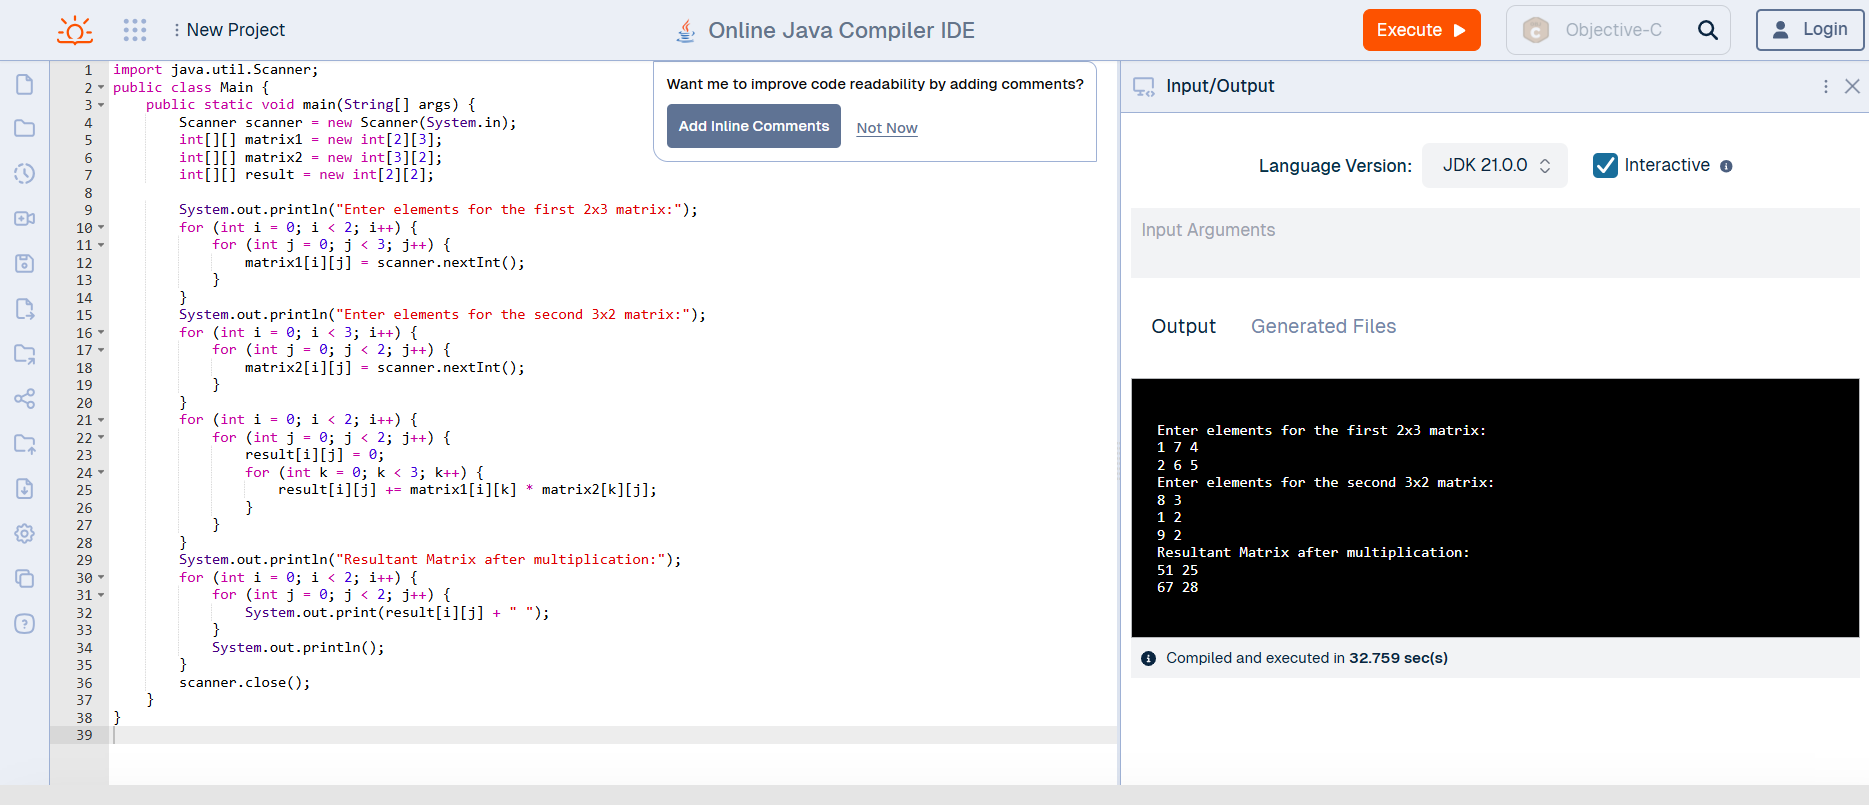 New Project
Online Java Compiler IDE
Execute
Objective-C
Login
1 import java.util.Scanner;
2 public class Main {
3     public static void main(String[] args) {
4         Scanner scanner = new Scanner(System.in);
5         int[][] matrix1 = new int[2][3];
6         int[][] matrix2 = new int[3][2];
7         int[][] result = new int[2][2];
8
9         System.out.println("Enter elements for the first 2x3 matrix:");
10         for (int i = 0; i < 2; i++) {
11             for (int j = 0; j < 3; j++) {
12                 matrix1[i][j] = scanner.nextInt();
13             }
14         }
15         System.out.println("Enter elements for the second 3x2 matrix:");
16         for (int i = 0; i < 3; i++) {
17             for (int j = 0; j < 2; j++) {
18                 matrix2[i][j] = scanner.nextInt();
19             }
20         }
21         for (int i = 0; i < 2; i++) {
22             for (int j = 0; j < 2; j++) {
23                 result[i][j] = 0;
24                 for (int k = 0; k < 3; k++) {
25                     result[i][j] += matrix1[i][k] * matrix2[k][j];
26                 }
27             }
28         }
29         System.out.println("Resultant Matrix after multiplication:");
30         for (int i = 0; i < 2; i++) {
31             for (int j = 0; j < 2; j++) {
32                 System.out.print(result[i][j] + " ");
33             }
34             System.out.println();
35         }
36         scanner.close();
37     }
38 }
39
Want me to improve code readability by adding comments?
Add Inline Comments
Not Now
Input/Output
Language Version:
JDK 21.0.0
Interactive
Input Arguments
Output
Generated Files
Enter elements for the first 2x3 matrix:
1 7 4
2 6 5
Enter elements for the second 3x2 matrix:
8 3
1 2
9 2
Resultant Matrix after multiplication:
51 25
67 28
Compiled and executed in 32.759 sec(s)